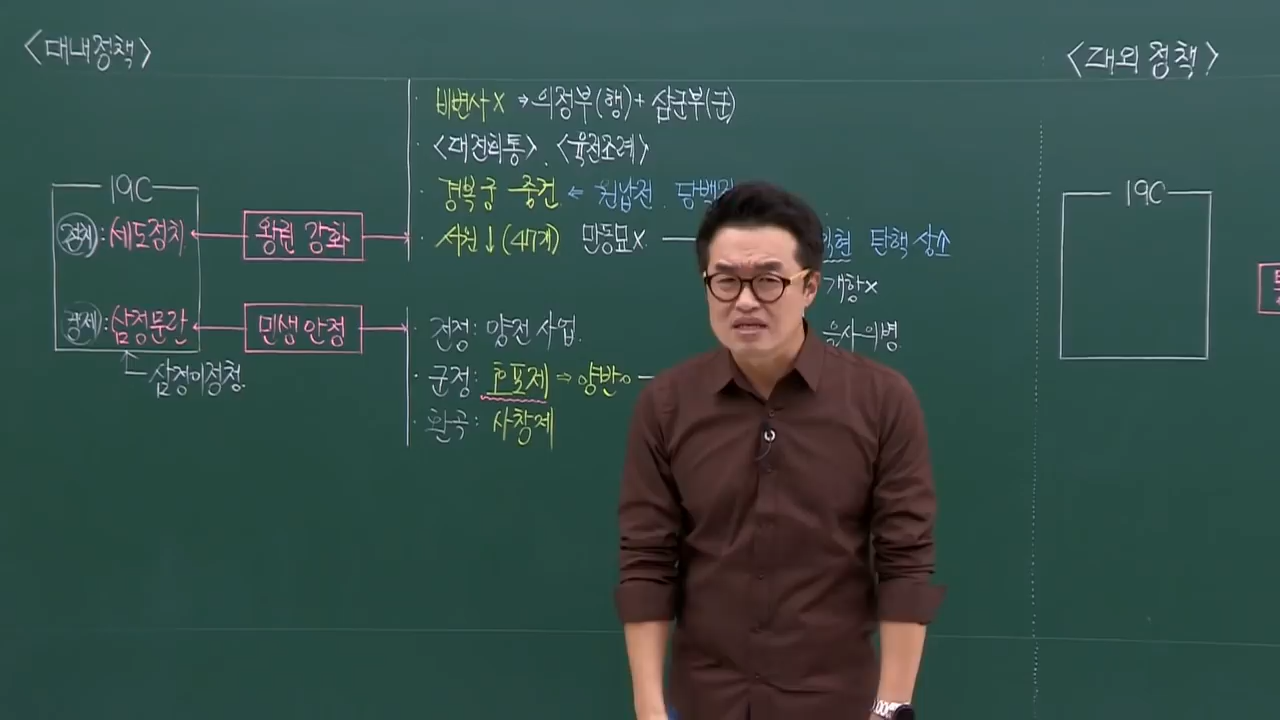 <대내정책>
<대외 정책>
19C
정치: 세도정치
왕권 강화
· 비변사 X → 의정부(행) + 삼군부(군)
· <대전회통>, <육전조례>
· 경복궁 중건 ← 원납전, 당백
· 서원↓(47개) 만동묘X — 현 탄핵 상소
개항X
경제: 삼정문란
민생안정
· 전정: 양전 사업
을사의병
· 군정: 호포제 ⇒ 양반o —
· 환곡: 사창제
삼정이정청
19C